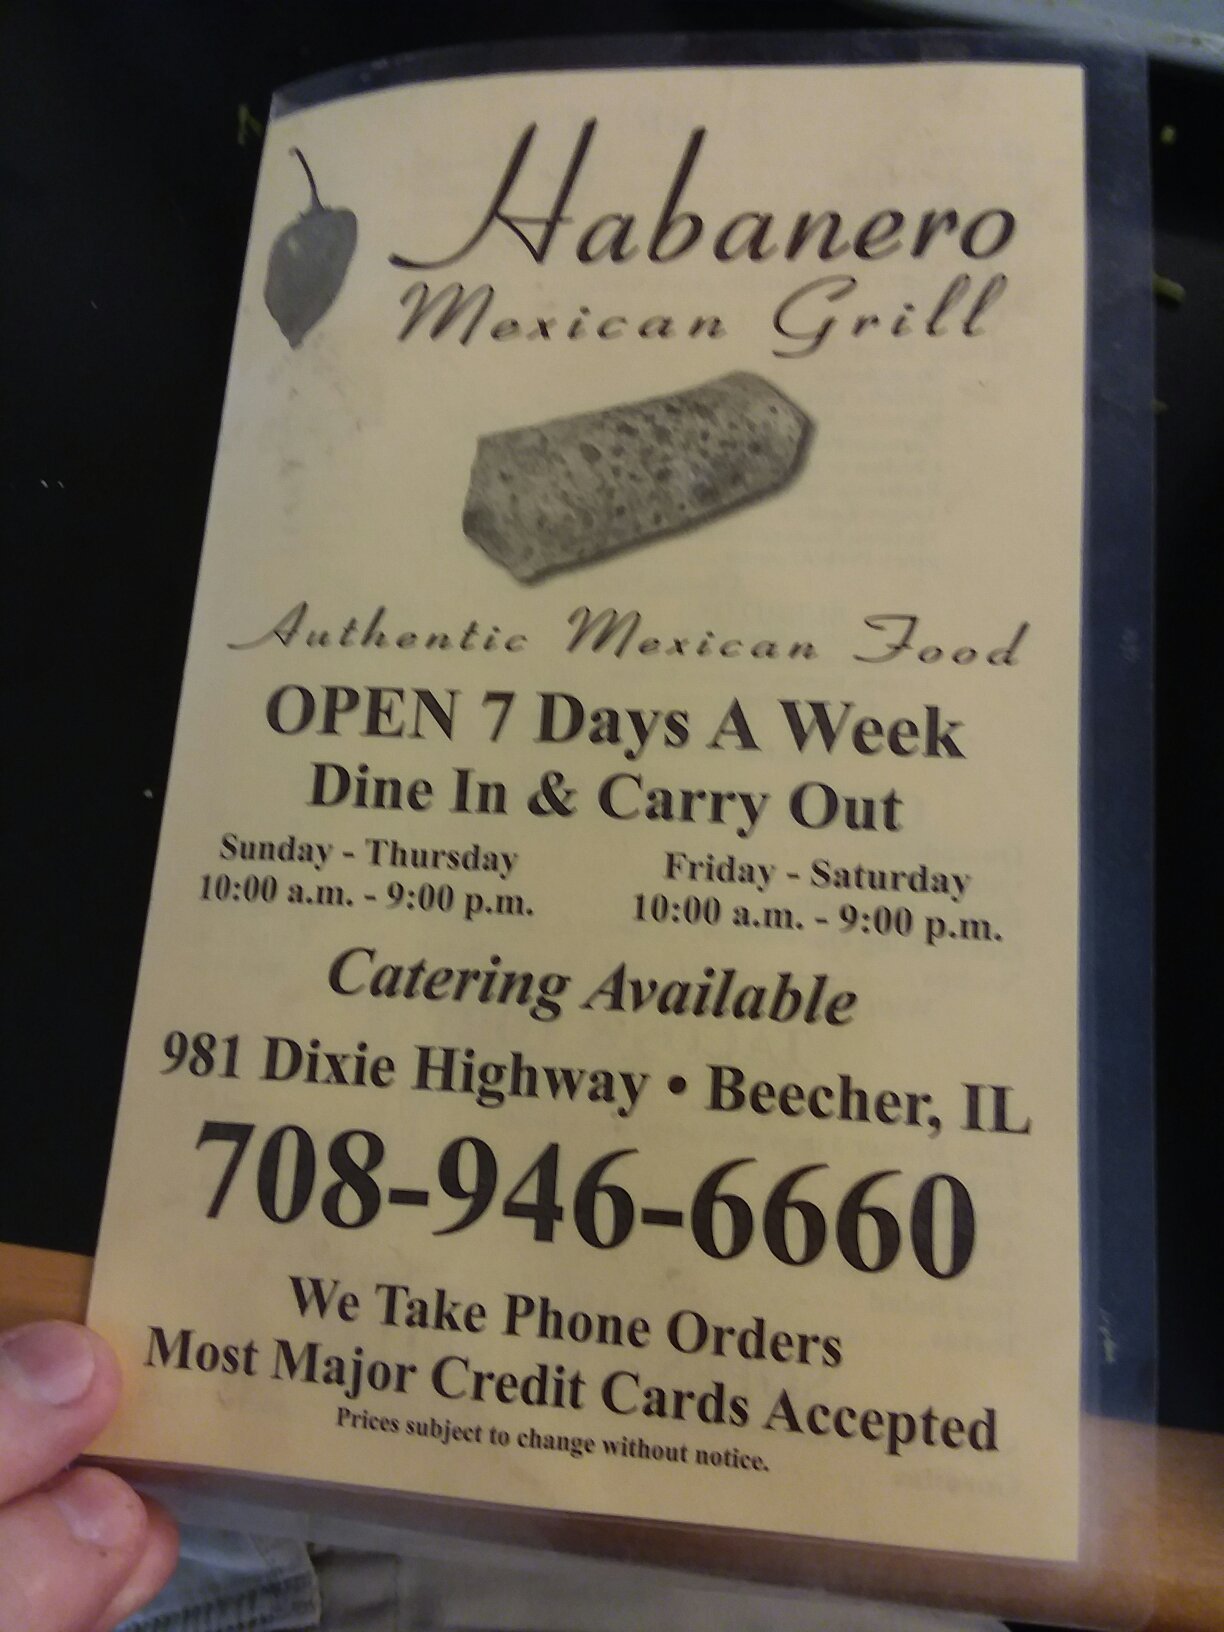 Habanero
Mexican Grill
Authentic Mexican Food
OPEN 7 Days A Week
Dine In & Carry Out
Sunday - Thursday
10:00 a.m. - 9:00 p.m.
Friday - Saturday
10:00 a.m. - 9:00 p.m.
Catering Available
981 Dixie Highway • Beecher, IL
708-946-6660
We Take Phone Orders
Most Major Credit Cards Accepted
Prices subject to change without notice.